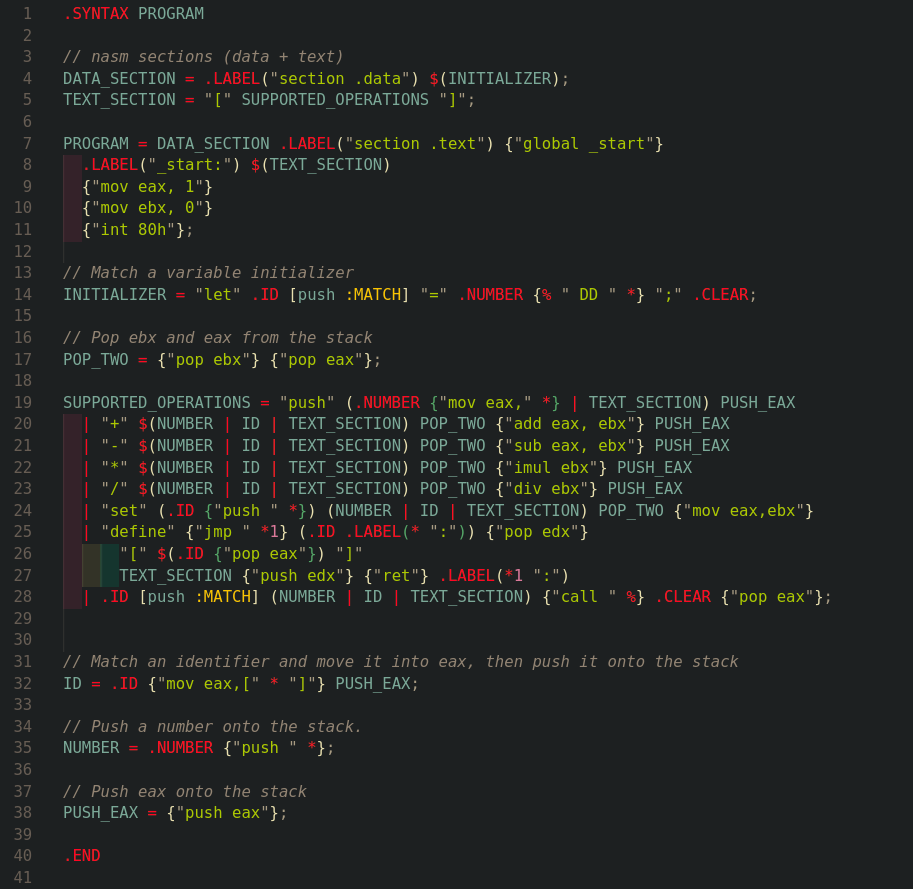 1 .SYNTAX PROGRAM
2
3 // nasm sections (data + text)
4 DATA_SECTION = .LABEL("section .data") $(INITIALIZER);
5 TEXT_SECTION = "[" SUPPORTED_OPERATIONS "]";
6
7 PROGRAM = DATA_SECTION .LABEL("section .text") {"global _start"}
8   .LABEL("_start:") $(TEXT_SECTION)
9   {"mov eax, 1"}
10   {"mov ebx, 0"}
11   {"int 80h"};
12
13 // Match a variable initializer
14 INITIALIZER = "let" .ID [push :MATCH] "=" .NUMBER {% " DD " *} ";" .CLEAR;
15
16 // Pop ebx and eax from the stack
17 POP_TWO = {"pop ebx"} {"pop eax"};
18
19 SUPPORTED_OPERATIONS = "push" (.NUMBER {"mov eax," *} | TEXT_SECTION) PUSH_EAX
20   | "+" $(NUMBER | ID | TEXT_SECTION) POP_TWO {"add eax, ebx"} PUSH_EAX
21   | "-" $(NUMBER | ID | TEXT_SECTION) POP_TWO {"sub eax, ebx"} PUSH_EAX
22   | "*" $(NUMBER | ID | TEXT_SECTION) POP_TWO {"imul ebx"} PUSH_EAX
23   | "/" $(NUMBER | ID | TEXT_SECTION) POP_TWO {"div ebx"} PUSH_EAX
24   | "set" (.ID {"push " *}) (NUMBER | ID | TEXT_SECTION) POP_TWO {"mov eax,ebx"}
25   | "define" {"jmp " *1} (.ID .LABEL(* ":")) {"pop edx"}
26       "[" $(.ID {"pop eax"}) "]"
27       TEXT_SECTION {"push edx"} {"ret"} .LABEL(*1 ":")
28   | .ID [push :MATCH] (NUMBER | ID | TEXT_SECTION) {"call " %} .CLEAR {"pop eax"};
29
30
31 // Match an identifier and move it into eax, then push it onto the stack
32 ID = .ID {"mov eax,[" * "]"} PUSH_EAX;
33
34 // Push a number onto the stack.
35 NUMBER = .NUMBER {"push " *};
36
37 // Push eax onto the stack
38 PUSH_EAX = {"push eax"};
39
40 .END
41